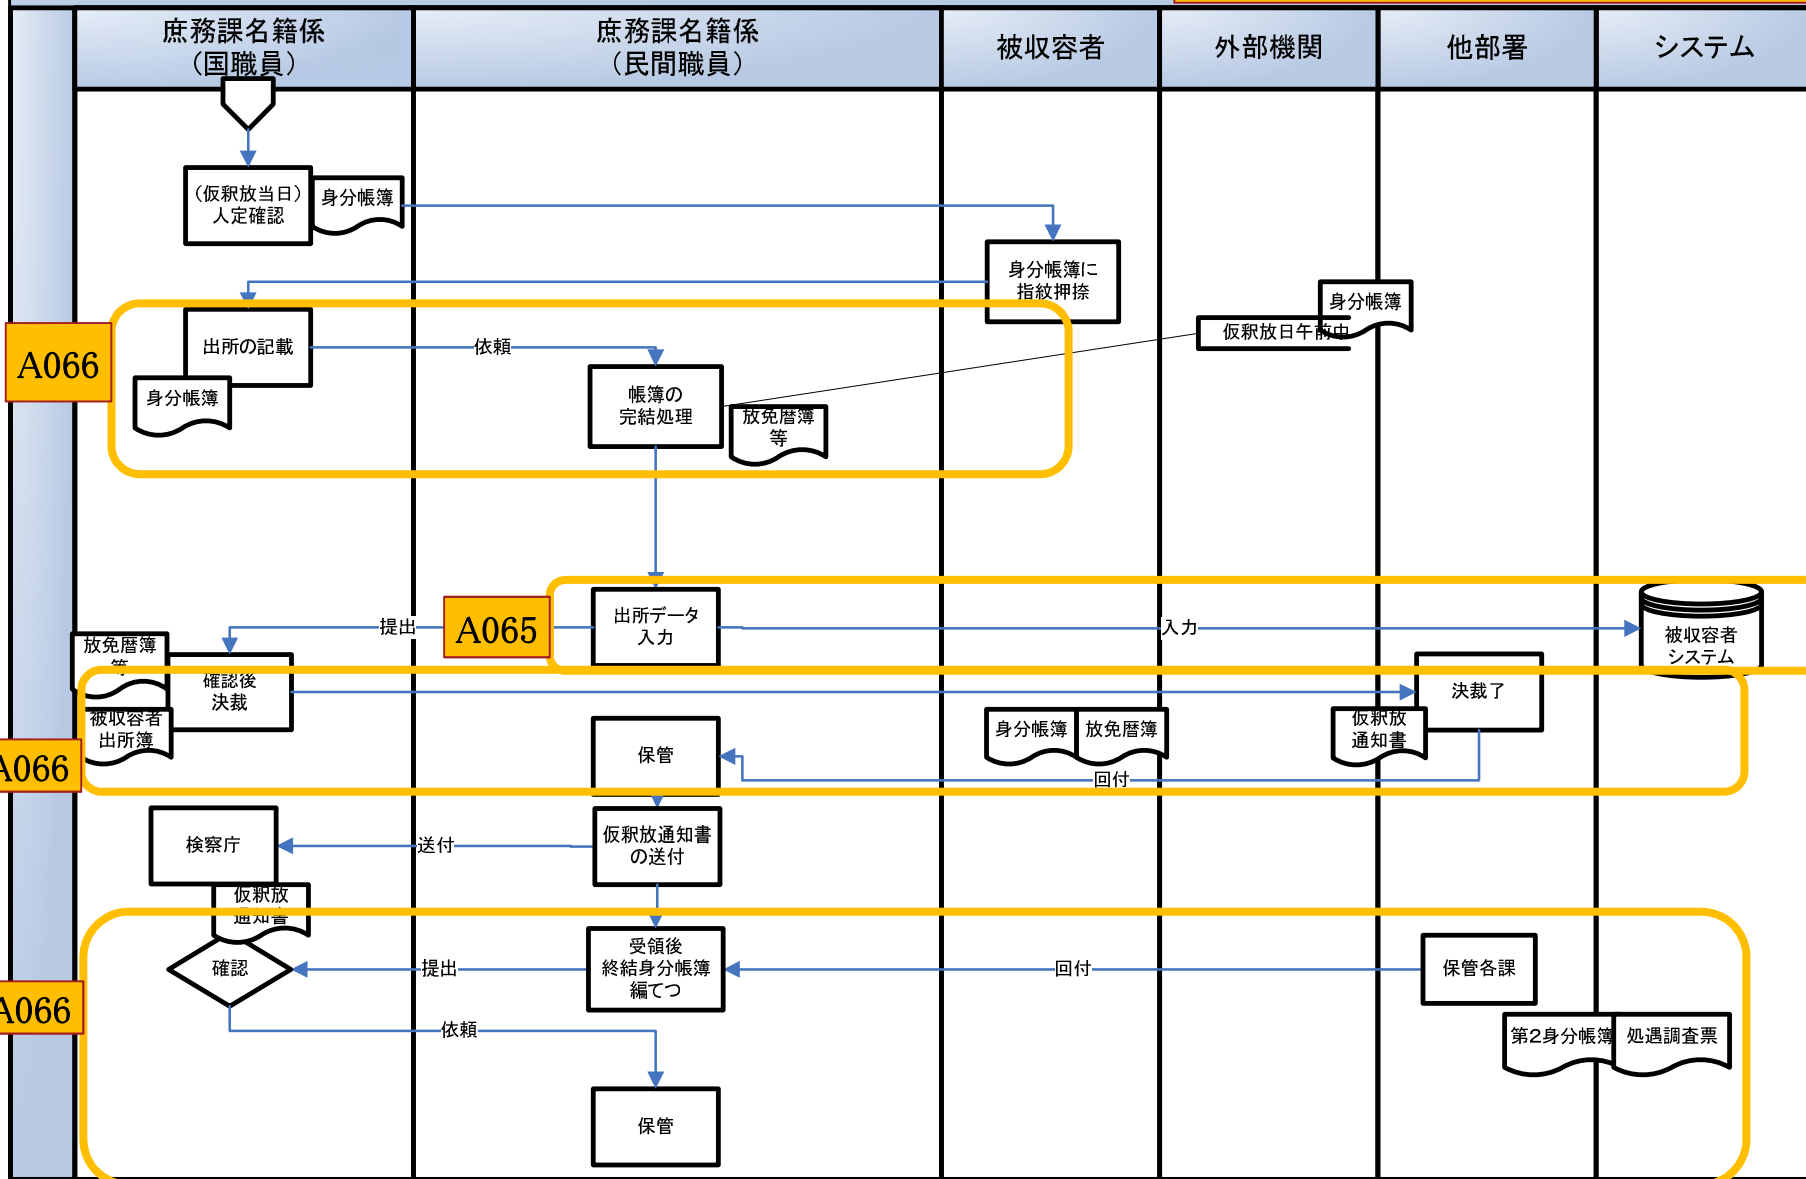 庶務課名籍係
（国職員）
庶務課名籍係
（民間職員）
被収容者
外部機関
他部署
システム
（仮釈放当日）
人定確認
身分帳簿
身分帳簿に
指紋押捺
身分帳簿
仮釈放日午前中
A066
出所の記載
身分帳簿
依頼
帳簿の
完結処理
放免暦簿
等
A065
提出
出所データ
入力
入力
被収容者
システム
放免暦簿
等
確認後
決裁
被収容者
出所簿
決裁了
仮釈放
通知書
身分帳簿
放免暦簿
保管
回付
A066
検察庁
送付
仮釈放通知書
の送付
仮釈放
通知書
確認
提出
受領後
終結身分帳簿
編てつ
回付
保管各課
A066
第2身分帳簿
処遇調査票
依頼
保管